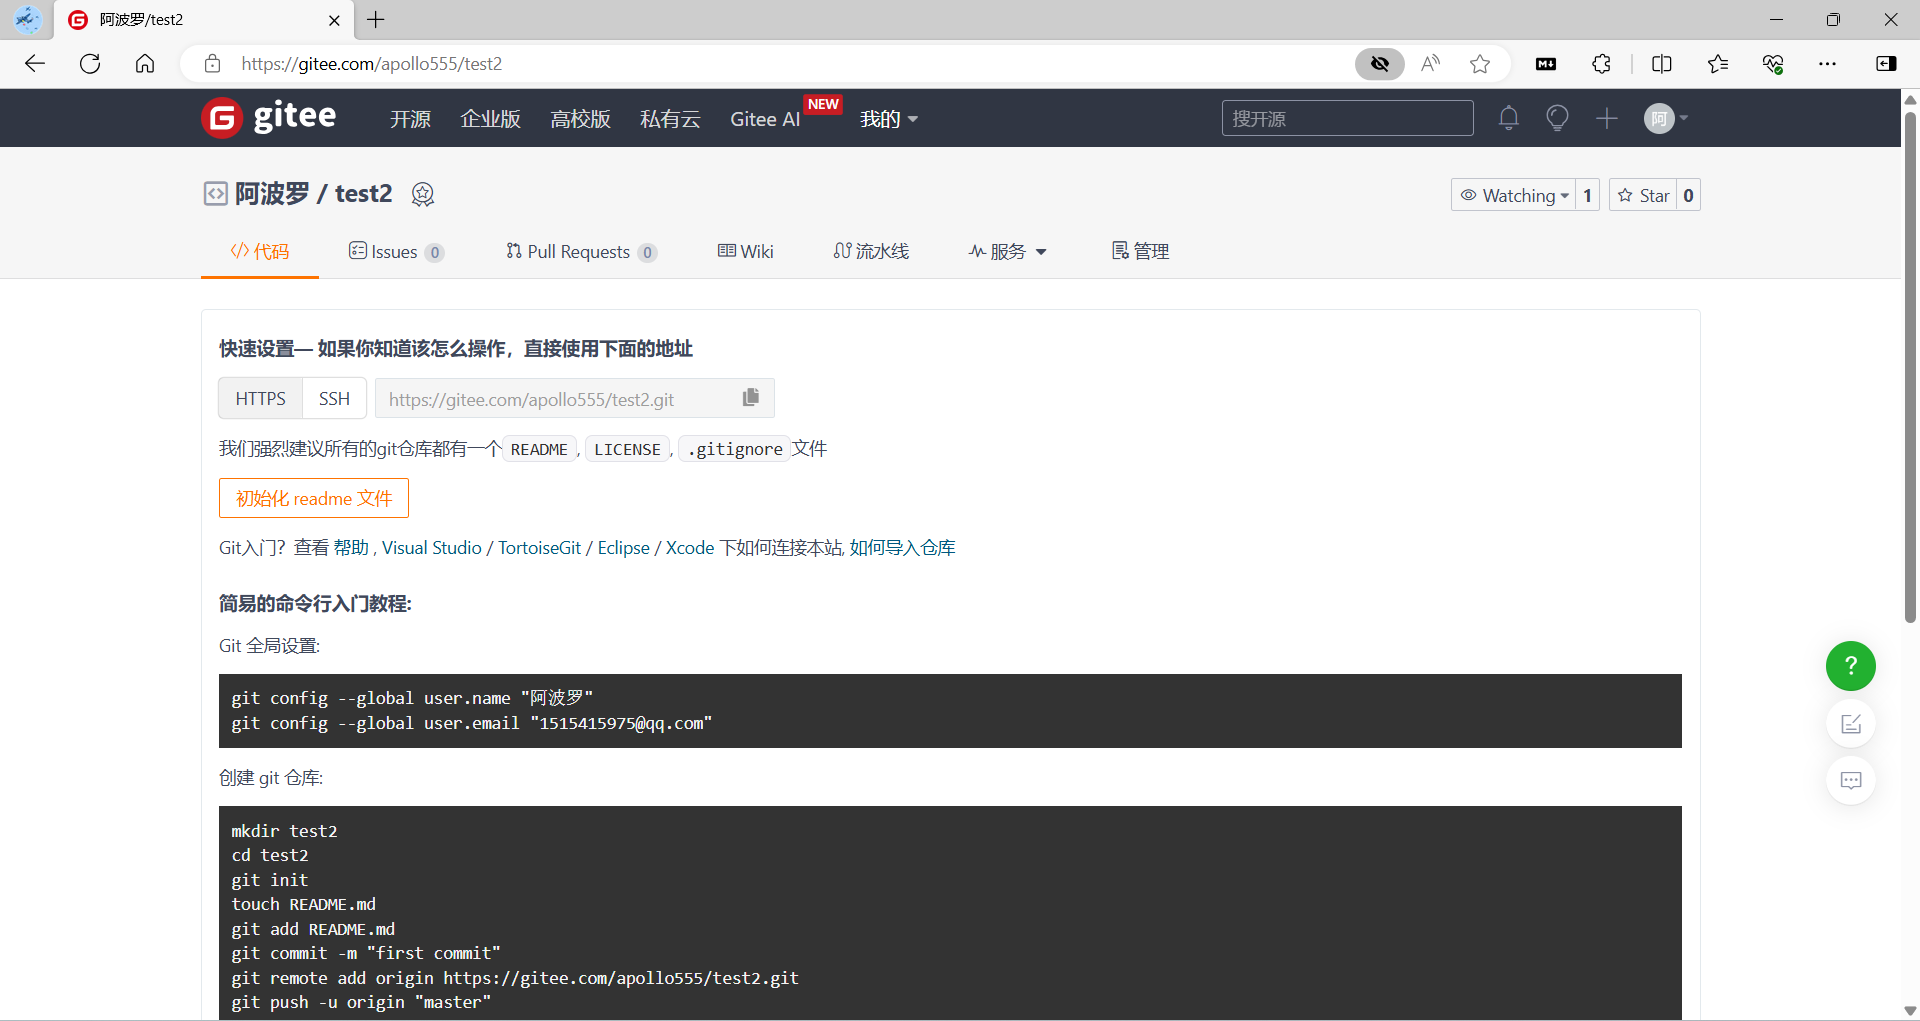 阿波罗/test2
https://gitee.com/apollo555/test2
gitee 开源 企业版 高校版 私有云 Gitee AI NEW 我的 搜开源 阿
阿波罗 / test2 Watching 1 Star 0
代码 Issues 0 Pull Requests 0 Wiki 流水线 服务 管理
快速设置— 如果你知道该怎么操作，直接使用下面的地址
HTTPS SSH https://gitee.com/apollo555/test2.git
我们强烈建议所有的git仓库都有一个 README, LICENSE, .gitignore 文件
初始化 readme 文件
Git入门？查看 帮助 , Visual Studio / TortoiseGit / Eclipse / Xcode 下如何连接本站, 如何导入仓库
简易的命令行入门教程:
Git 全局设置:
git config --global user.name "阿波罗"
git config --global user.email "1515415975@qq.com"
创建 git 仓库:
mkdir test2
cd test2
git init
touch README.md
git add README.md
git commit -m "first commit"
git remote add origin https://gitee.com/apollo555/test2.git
git push -u origin "master"